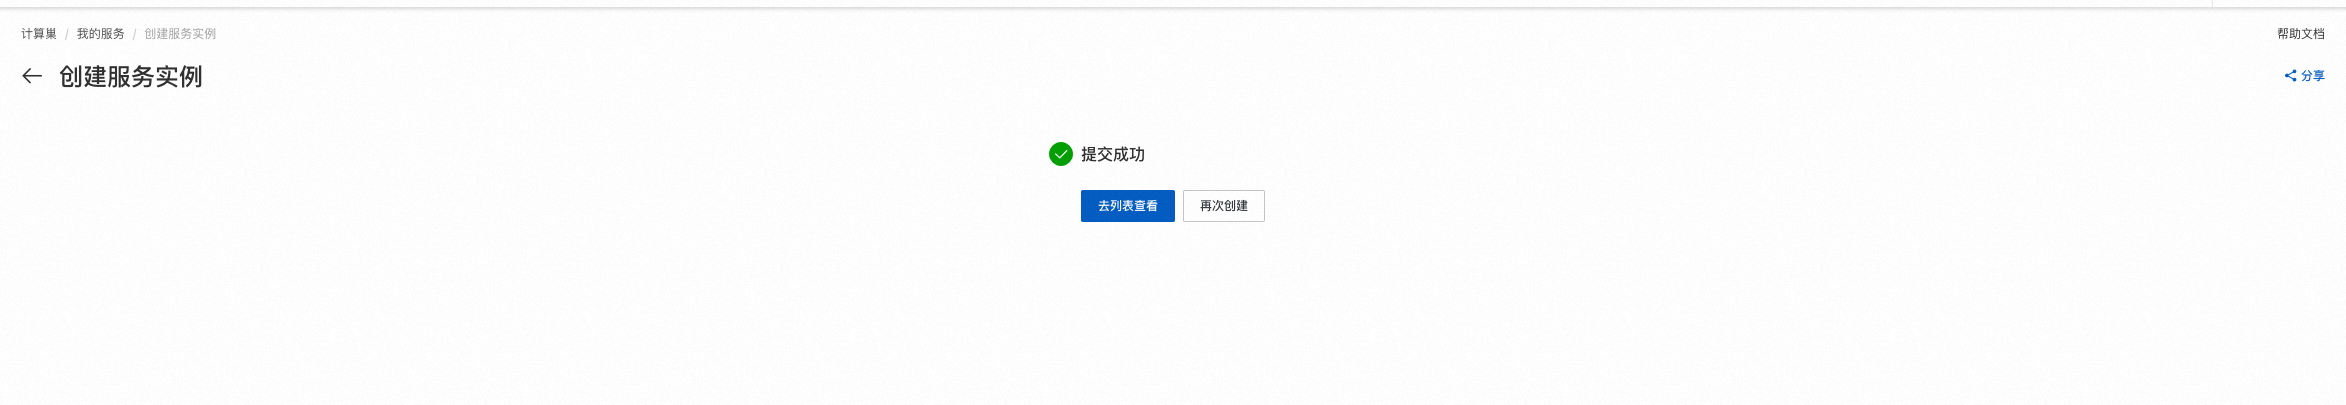 计算巢 / 我的服务 / 创建服务实例
帮助文档
创建服务实例
分享
提交成功
去列表查看
再次创建